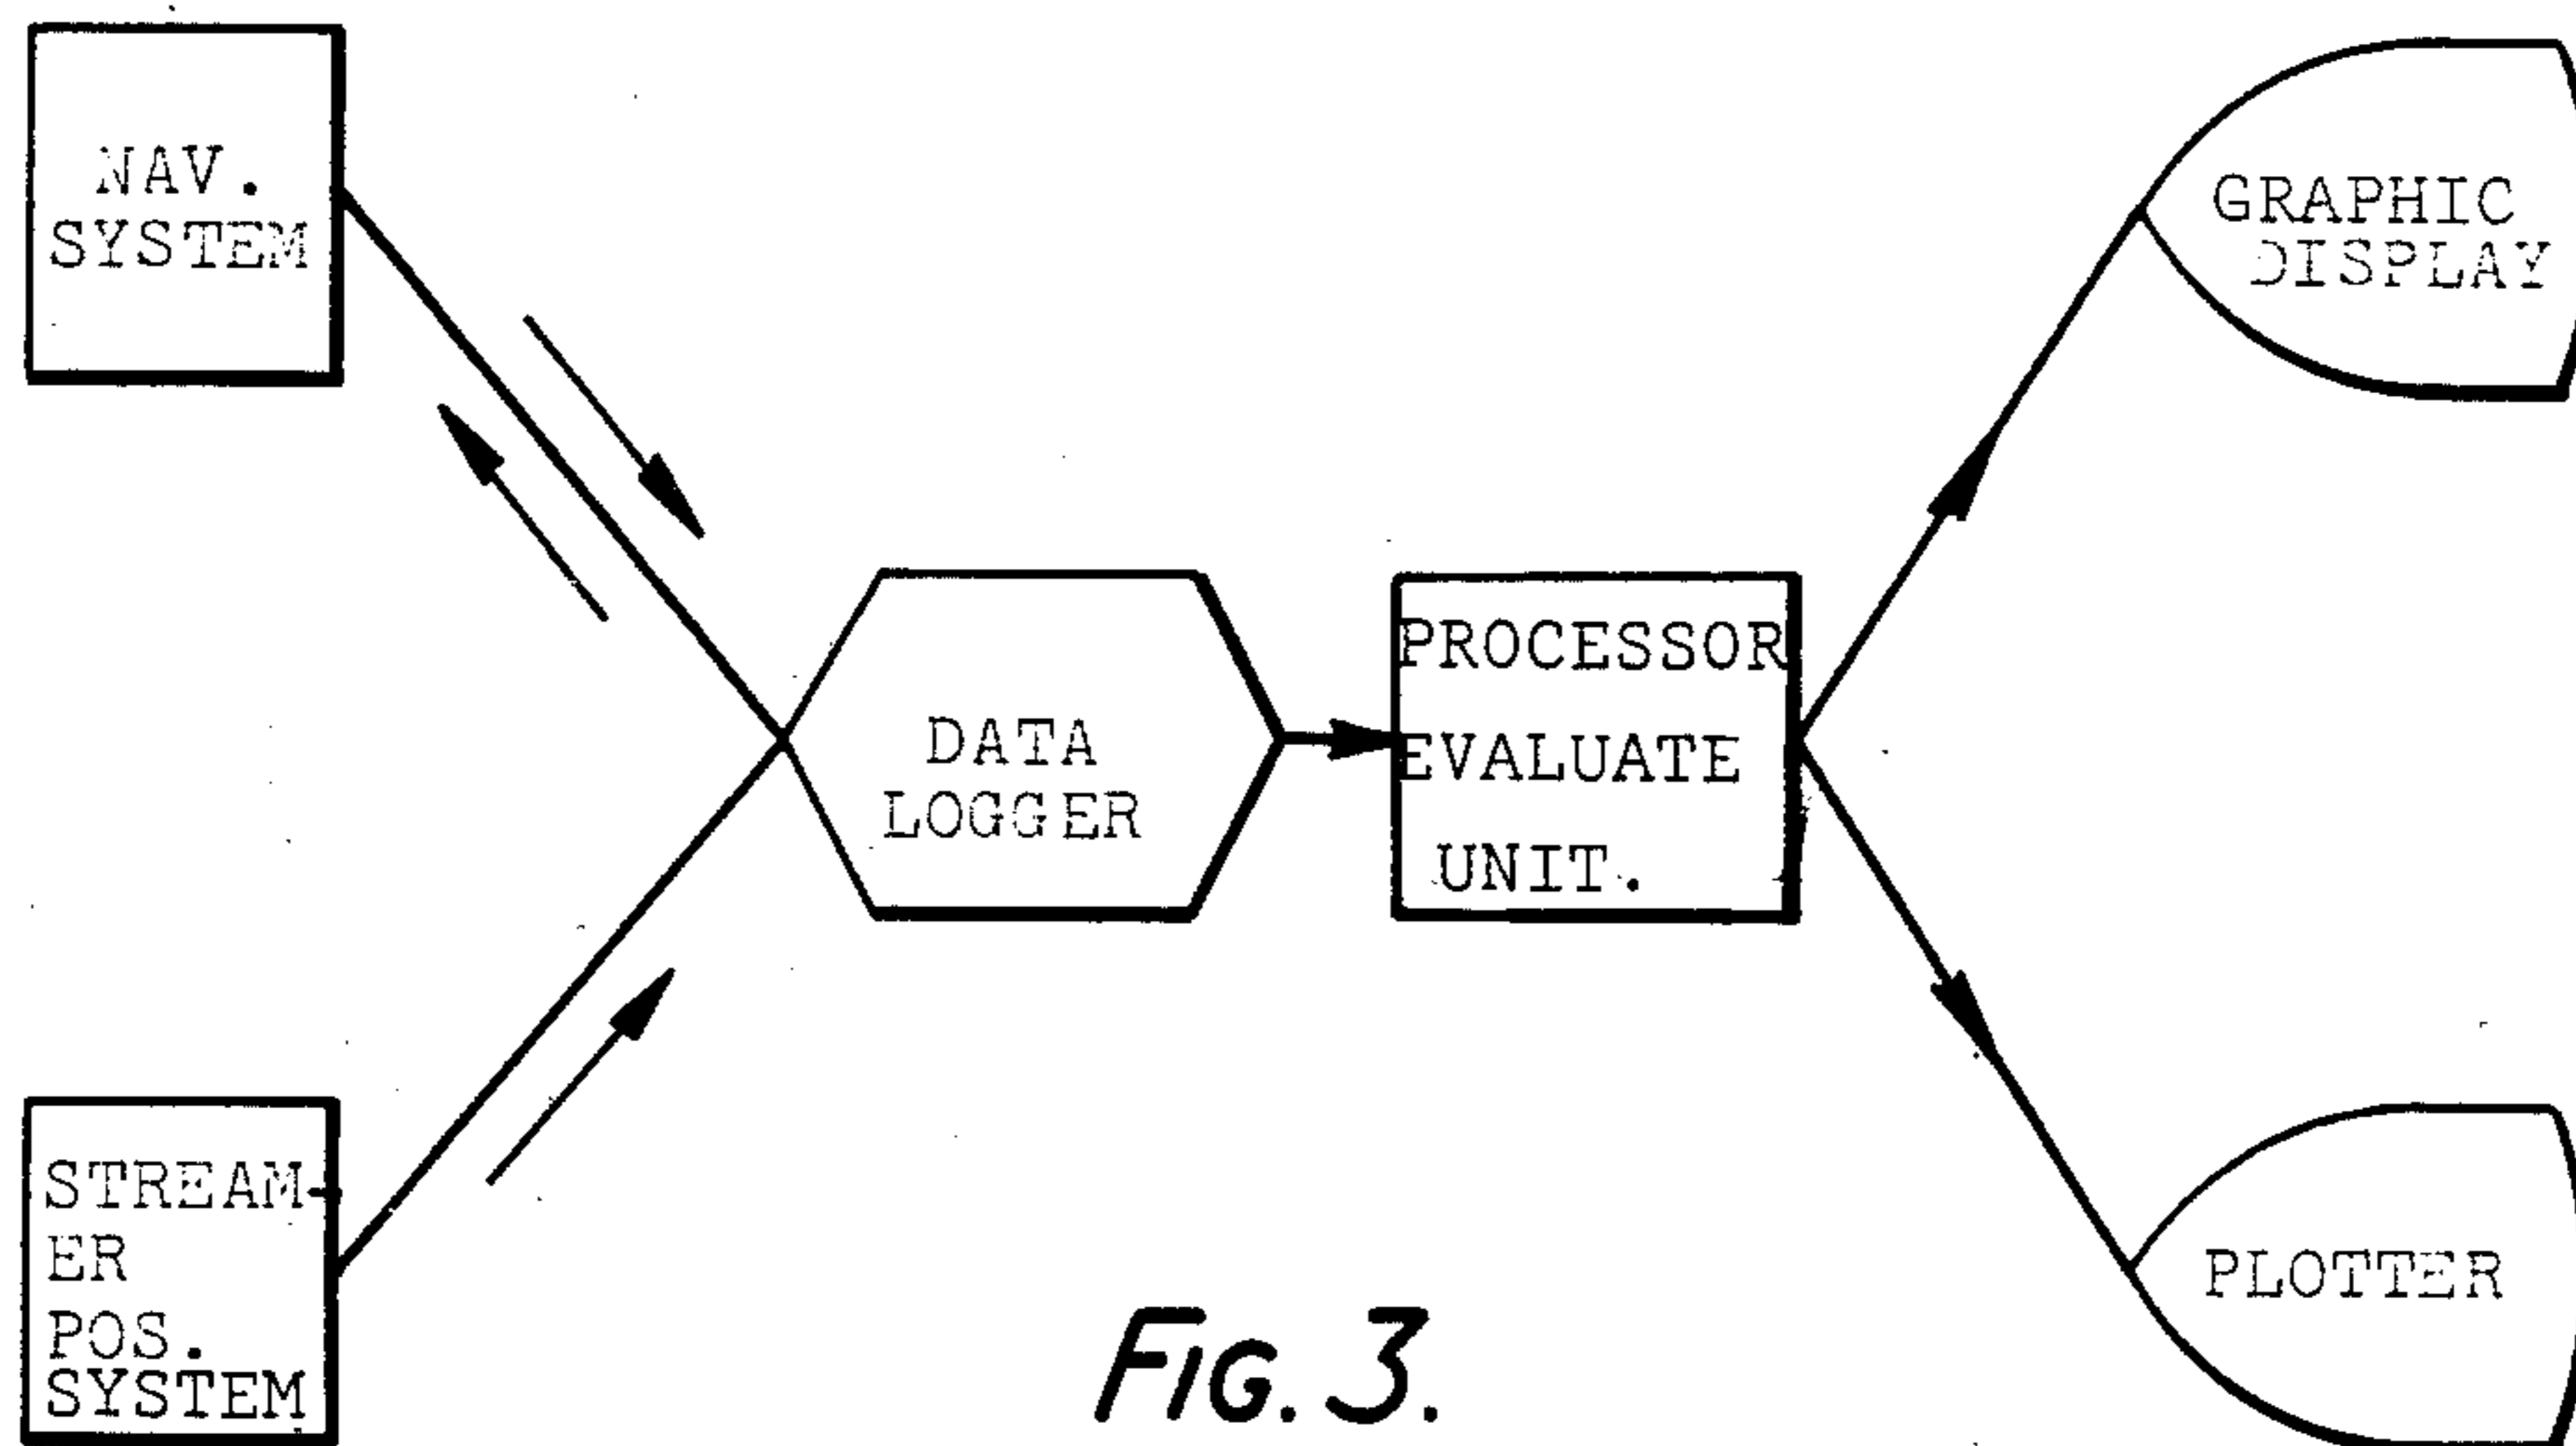 NAV.
SYSTEM
GRAPHIC
DISPLAY
DATA
LOGGER
PROCESSOR
EVALUATE
UNIT.
STREAM-
ER
POS.
SYSTEM
PLOTTER
FIG. 3.